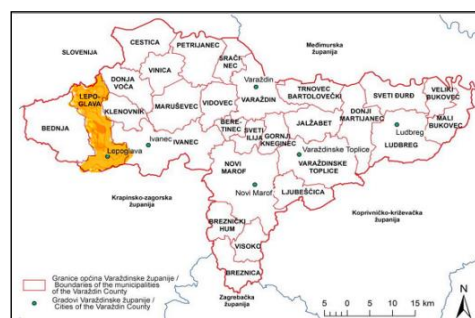 SLOVENIJA
Međimurska
županija
CESTICA
PETRIJANEC
SRAČI
NEC
VINICA
DONJA
VOĆA
LEPO-
GLAVA
KLENOVNIK
MARUŠEVEC
VIDOVEC
Varaždin
VARAŽDIN
TRNOVEC
BARTOLOVEČKI
SVETI ĐURĐ
VELIKI
BUKOVEC
MALI
BUKOVEC
DONJI
MARTIJANEC
Ludbreg
LUDBREG
JALŽABET
BERE-
TINEC
SVETI
ILIJA
GORNJI
KNEGINEC
BEDNJA
Ivanec
IVANEC
Lepoglava
Varaždinske Toplice
VARAŽDINSKE
TOPLICE
NOVI
MAROF
Novi Marof
LJUBEŠĆICA
Krapinsko-zagorska
županija
Koprivničko-križevačka
županija
BREZNIČKI
HUM
VISOKO
BREZNICA
Zagrebačka
županija
Granice općina Varaždinske županije /
Boundaries of the municipalities
of the Varaždin County
Gradovi Varaždinske županije /
Cities of the Varaždin County
5 0 5 10 15 km
N